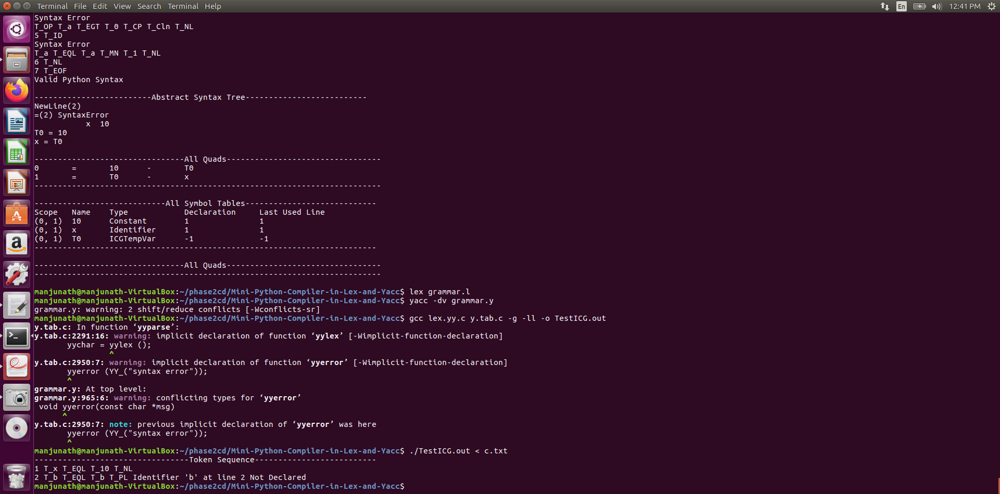 Terminal File Edit View Search Terminal Help En 12:41 PM
Syntax Error
T_OP T_a T_EGT T_0 T_CP T_Cln T_NL
5 T_ID
Syntax Error
T_a T_EQL T_a T_MN T_1 T_NL
6 T_NL
7 T_EOF
Valid Python Syntax
-------------------------Abstract Syntax Tree--------------------------
NewLine(2)
=(2) SyntaxError
x 10
T0 = 10
x = T0
--------------------------------All Quads---------------------------------
0 = 10 - T0
1 = T0 - x
--------------------------------------------------------------------------
----------------------------All Symbol Tables----------------------------
Scope Name Type Declaration Last Used Line
(0, 1) 10 Constant 1 1
(0, 1) x Identifier 1 1
(0, 1) T0 ICGTempVar -1 -1
-------------------------------------------------------------------------
--------------------------------All Quads---------------------------------
--------------------------------------------------------------------------
manjunath@manjunath-VirtualBox:~/phase2cd/Mini-Python-Compiler-in-Lex-and-Yacc$ lex grammar.l
manjunath@manjunath-VirtualBox:~/phase2cd/Mini-Python-Compiler-in-Lex-and-Yacc$ yacc -dv grammar.y
grammar.y: warning: 2 shift/reduce conflicts [-Wconflicts-sr]
manjunath@manjunath-VirtualBox:~/phase2cd/Mini-Python-Compiler-in-Lex-and-Yacc$ gcc lex.yy.c y.tab.c -g -ll -o TestICG.out
y.tab.c: In function ‘yyparse’:
y.tab.c:2291:16: warning: implicit declaration of function ‘yylex’ [-Wimplicit-function-declaration]
yychar = yylex ();
^
y.tab.c:2950:7: warning: implicit declaration of function ‘yyerror’ [-Wimplicit-function-declaration]
yyerror (YY_("syntax error"));
^
grammar.y: At top level:
grammar.y:965:6: warning: conflicting types for ‘yyerror’
void yyerror(const char *msg)
^
y.tab.c:2950:7: note: previous implicit declaration of ‘yyerror’ was here
yyerror (YY_("syntax error"));
^
manjunath@manjunath-VirtualBox:~/phase2cd/Mini-Python-Compiler-in-Lex-and-Yacc$ ./TestICG.out < c.txt
---------------------------------Token Sequence--------------------------
1 T_x T_EQL T_10 T_NL
2 T_b T_EQL T_b T_PL Identifier 'b' at line 2 Not Declared
manjunath@manjunath-VirtualBox:~/phase2cd/Mini-Python-Compiler-in-Lex-and-Yacc$